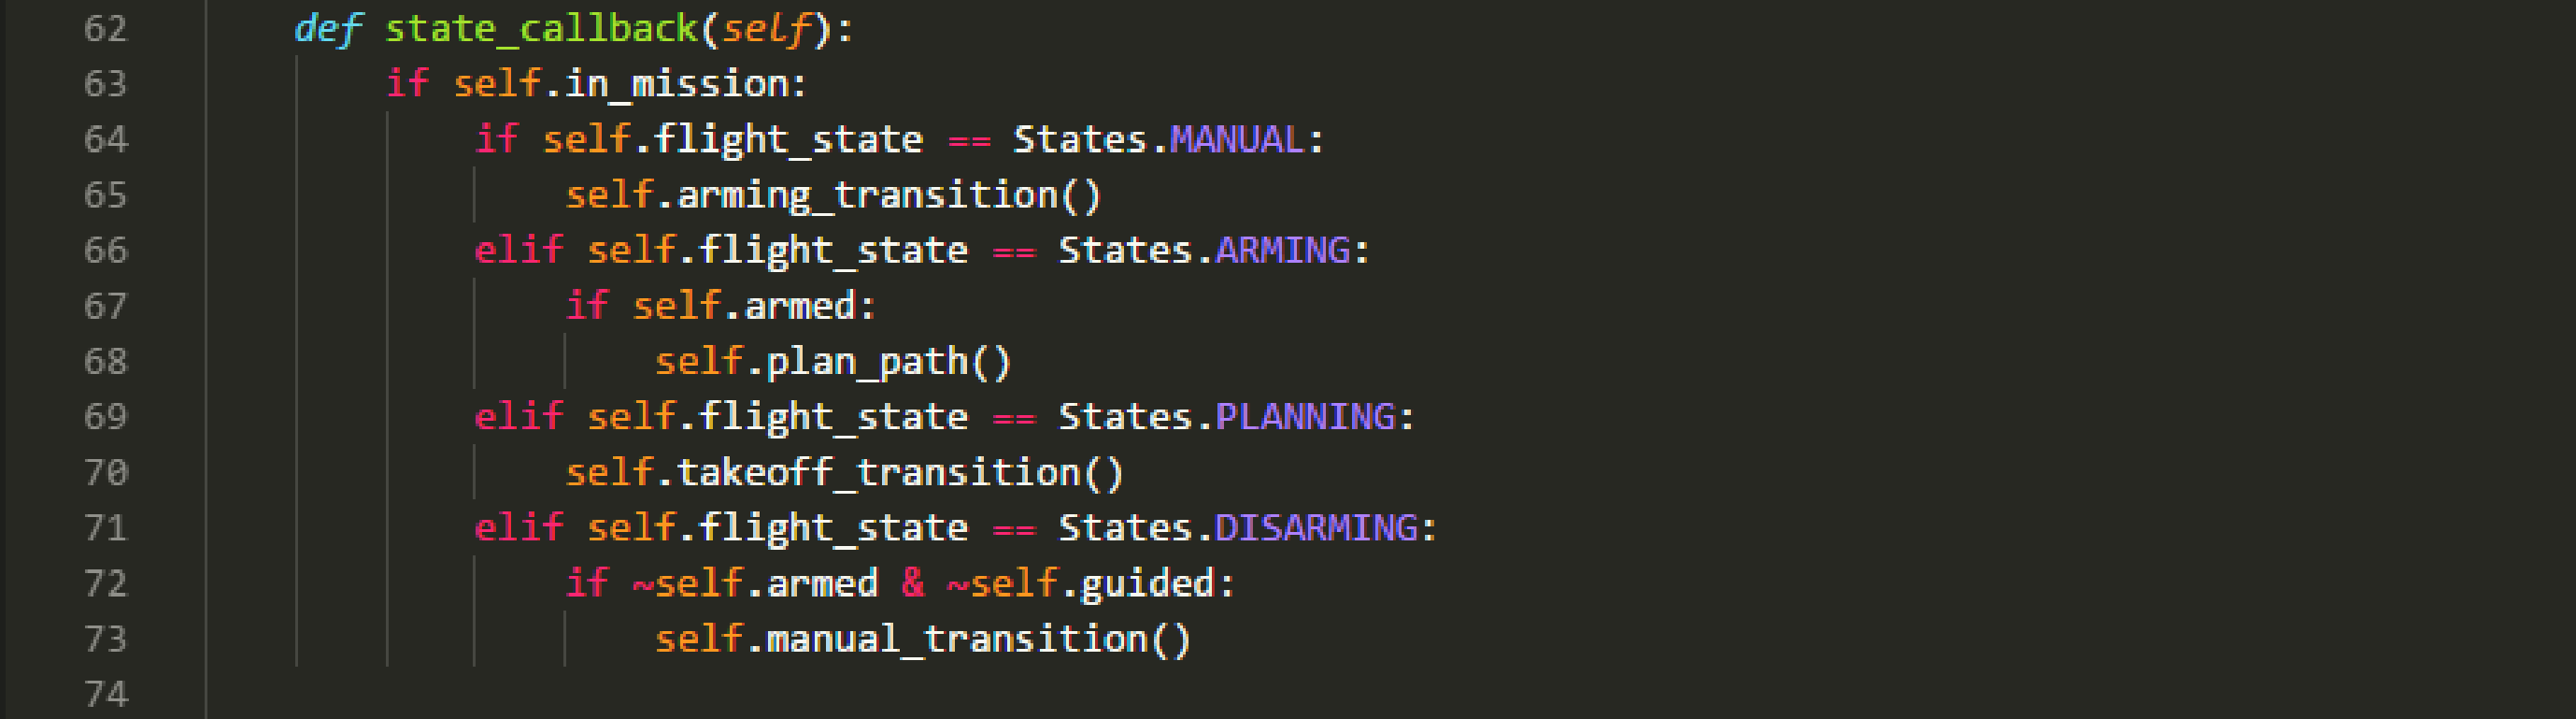 62 def state_callback(self):
63 if self.in_mission:
64 if self.flight_state == States.MANUAL:
65 self.arming_transition()
66 elif self.flight_state == States.ARMING:
67 if self.armed:
68 self.plan_path()
69 elif self.flight_state == States.PLANNING:
70 self.takeoff_transition()
71 elif self.flight_state == States.DISARMING:
72 if ~self.armed & ~self.guided:
73 self.manual_transition()
74